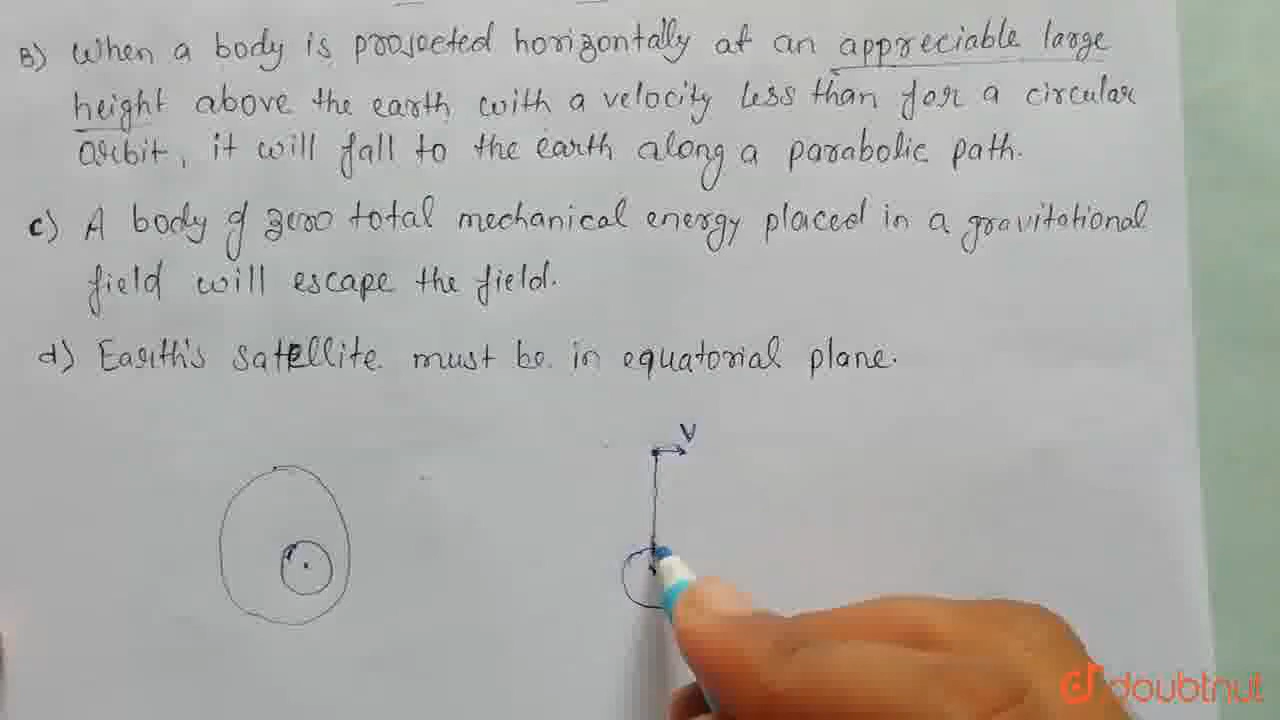 B) When a body is projected horizontally at an appreciable large
height above the earth with a velocity less than for a circular
orbit, it will fall to the earth along a parabolic path.
c) A body of zero total mechanical energy placed in a gravitational
field will escape the field.
d) Earth's satellite must be in equatorial plane.
V
doubtnut